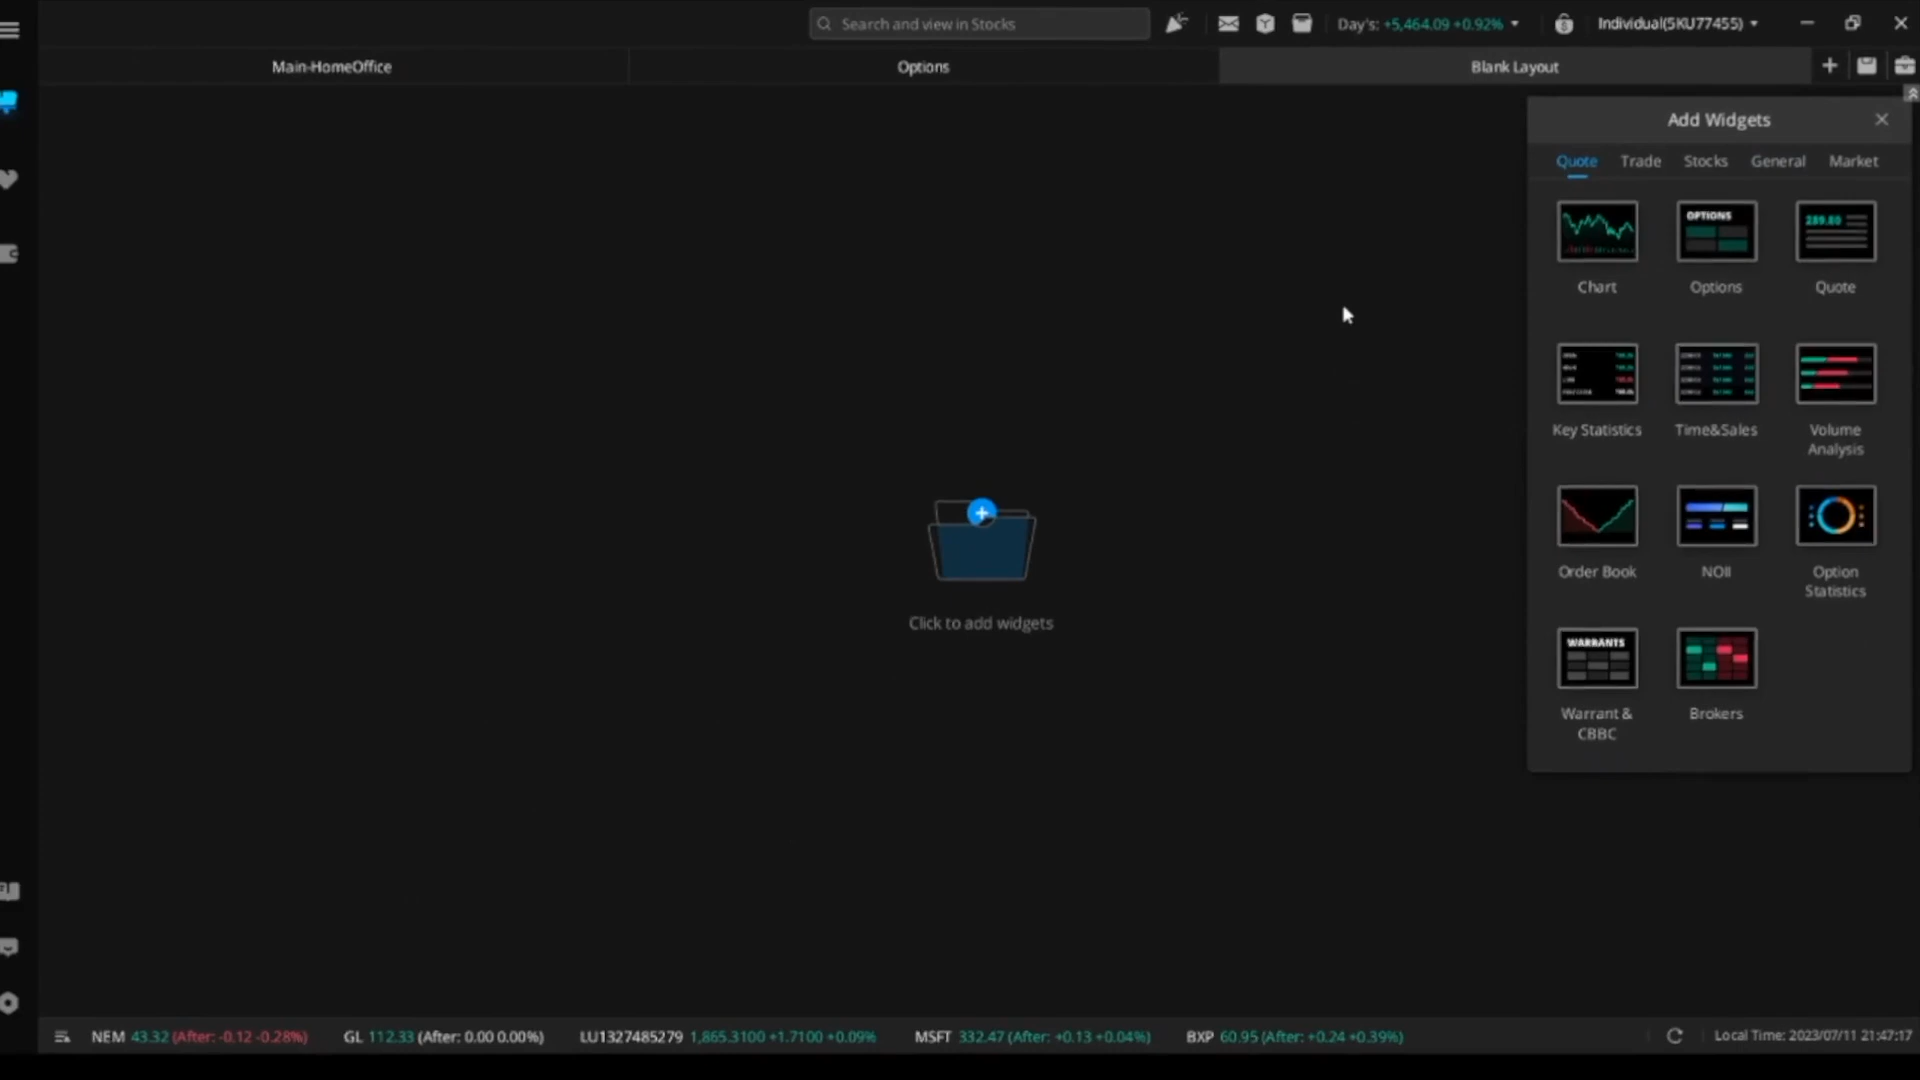 Search and view in Stocks
Day's: +5,464.09 +0.92%
Individual(5KU77455)
Main-HomeOffice
Options
Blank Layout
Add Widgets
Quote
Trade
Stocks
General
Market
OPTIONS
289.80
Chart
Options
Quote
Key Statistics
Time&Sales
Volume
Analysis
Order Book
NOII
Option
Statistics
WARRANTS
Warrant &
CBBC
Brokers
Click to add widgets
NEM 43.32 (After: -0.12 -0.28%)
GL 112.33 (After: 0.00 0.00%)
LU1327485279 1,865.3100 +1.7100 +0.09%
MSFT 332.47 (After: +0.13 +0.04%)
BXP 60.95 (After: +0.24 +0.39%)
Local Time: 2023/07/11 21:47:17